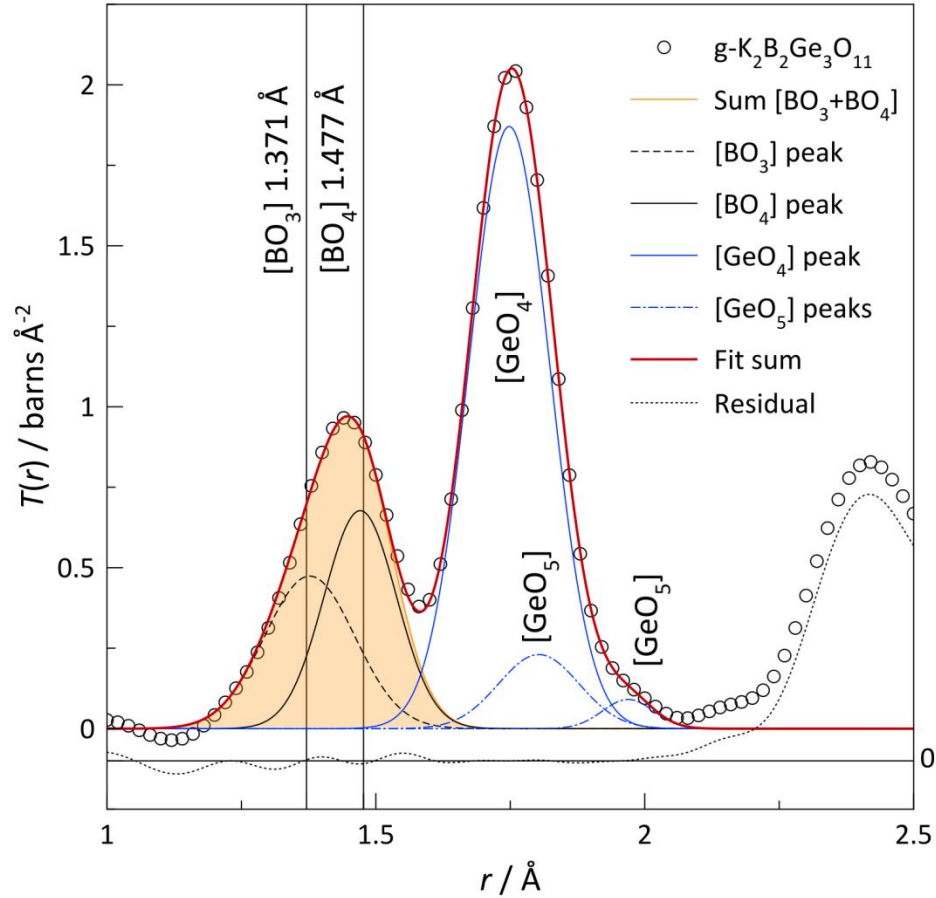 g-K₂B₂Ge₃O₁₁
Sum [BO₃+BO₄]
[BO₃] peak
[BO₄] peak
[GeO₄] peak
[GeO₅] peaks
Fit sum
Residual
[BO₃] 1.371 Å
[BO₄] 1.477 Å
[GeO₄]
[GeO₅]
[GeO₅]
T(r) / barns Å⁻²
2
1.5
1
0.5
0
0
1
1.5
2
2.5
r / Å